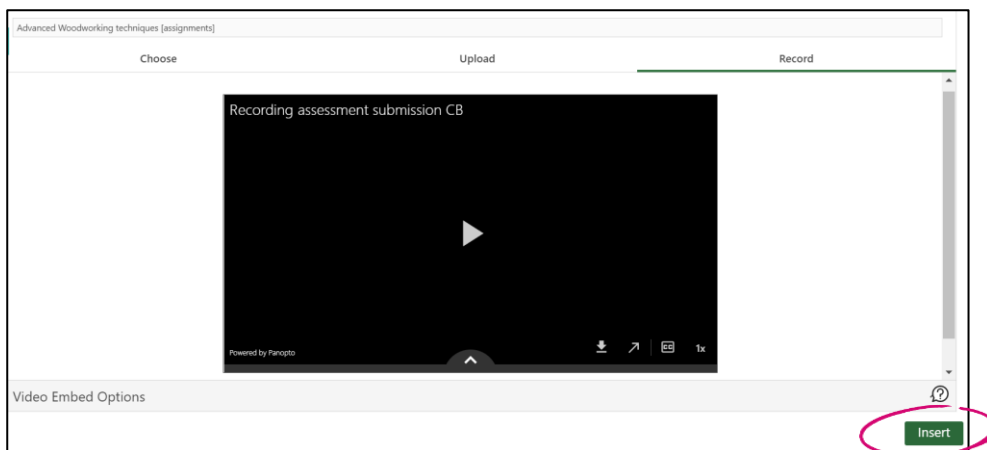 Advanced Woodworking techniques [assignments]
Choose Upload Record
Recording assessment submission CB
Powered by Panopto CC 1x
Video Embed Options
Insert